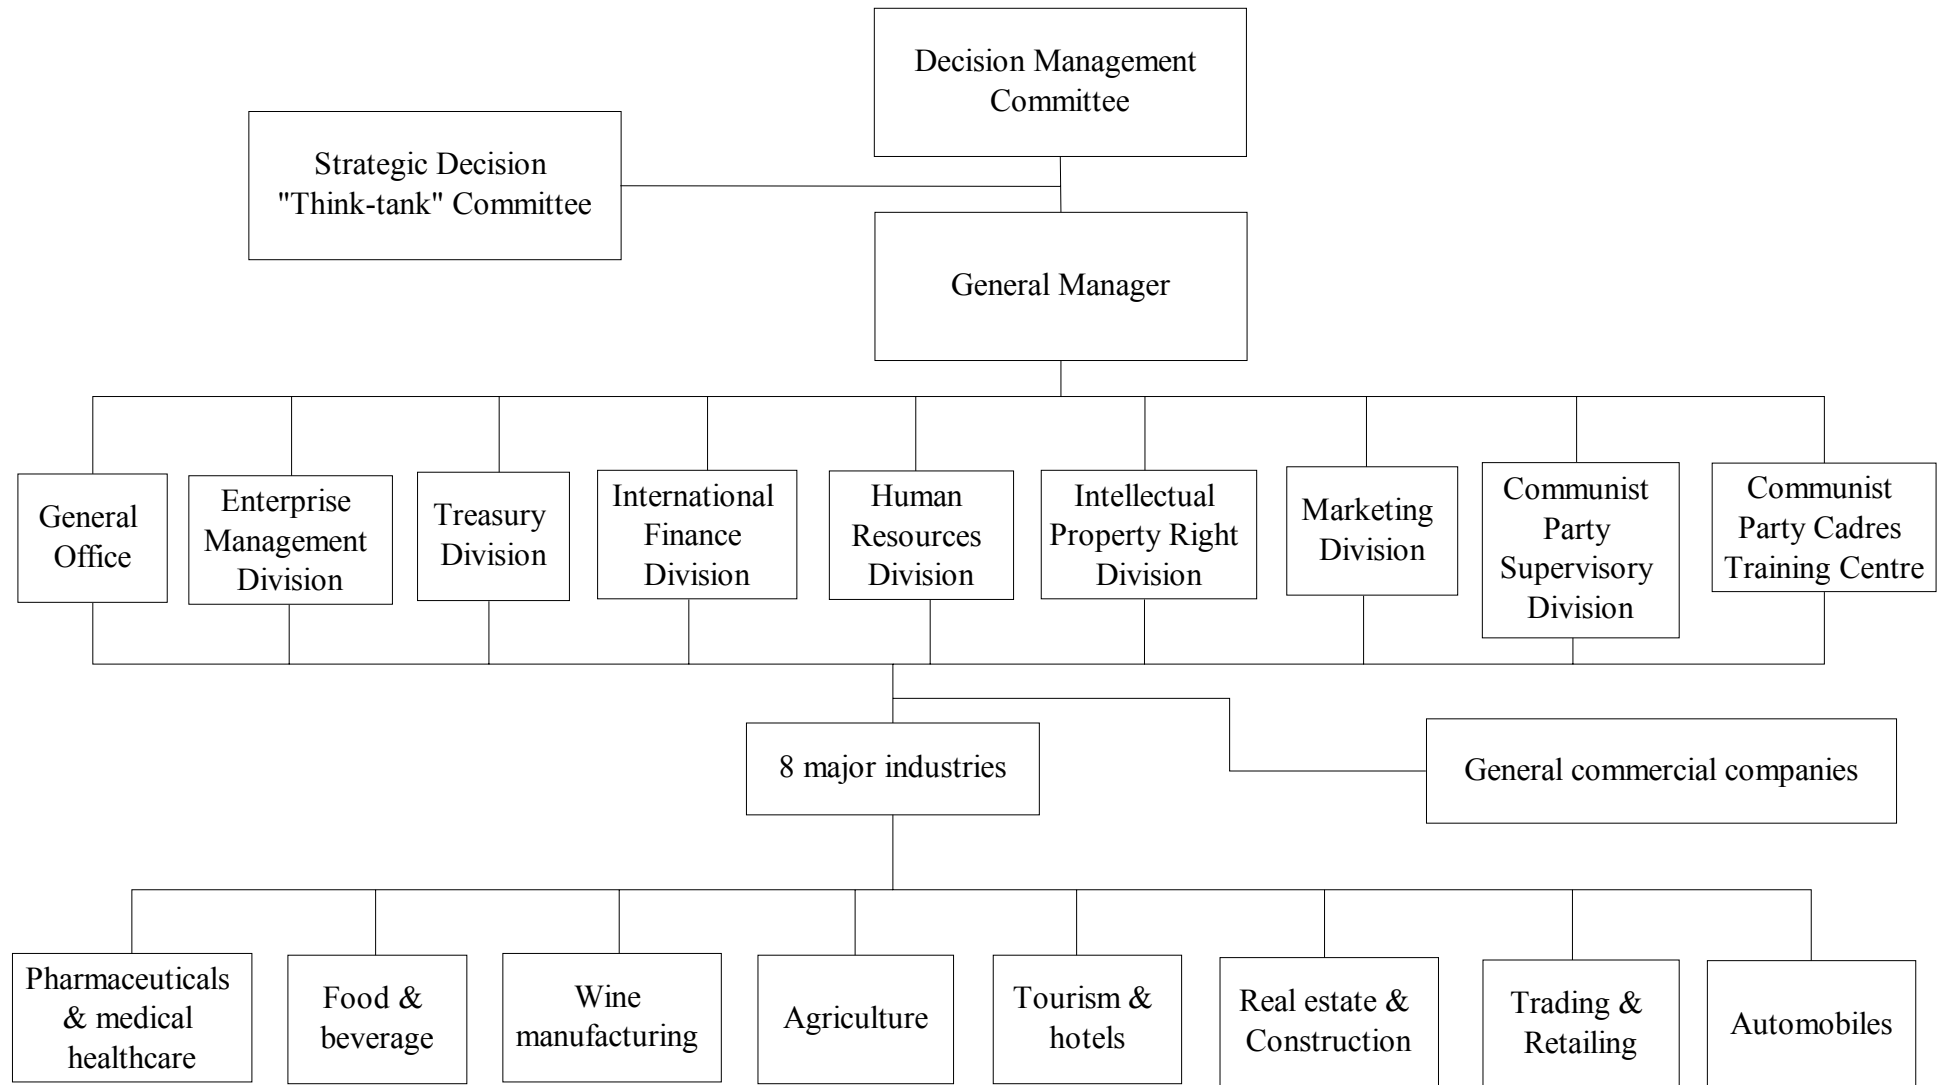 Decision Management
Committee
Strategic Decision
"Think-tank" Committee
General Manager
General
Office
Enterprise
Management
Division
Treasury
Division
International
Finance
Division
Human
Resources
Division
Intellectual
Property Right
Division
Marketing
Division
Communist
Party
Supervisory
Division
Communist
Party Cadres
Training Centre
8 major industries
General commercial companies
Pharmaceuticals
& medical
healthcare
Food &
beverage
Wine
manufacturing
Agriculture
Tourism &
hotels
Real estate &
Construction
Trading &
Retailing
Automobiles